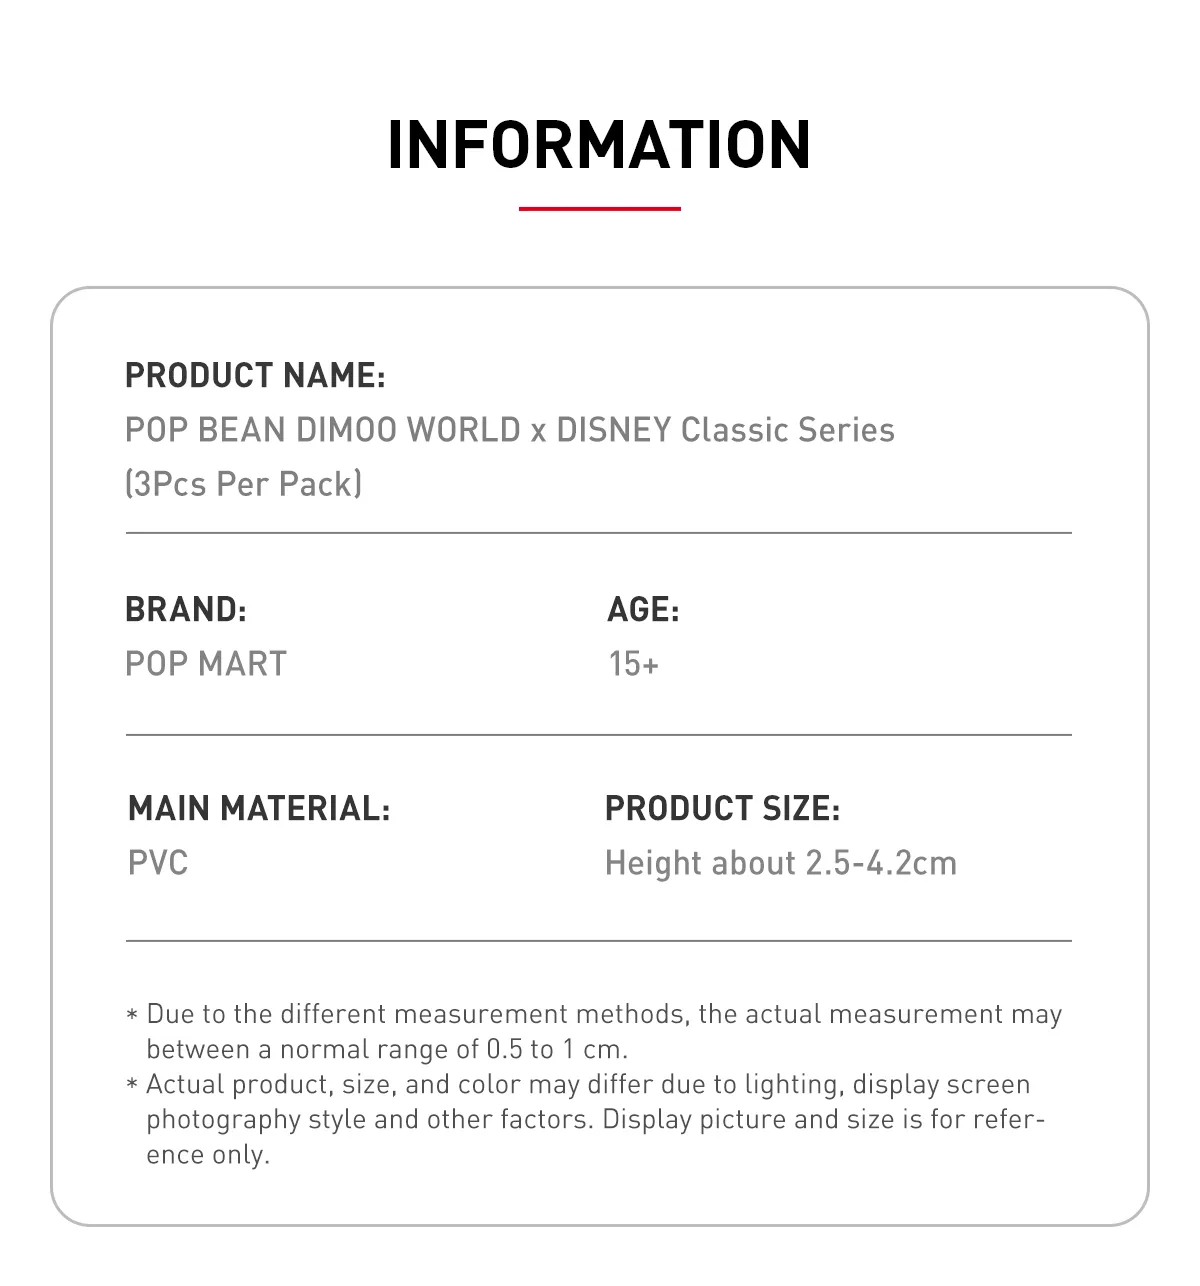 INFORMATION
PRODUCT NAME:
POP BEAN DIMOO WORLD x DISNEY Classic Series
(3Pcs Per Pack)
BRAND:
POP MART
AGE:
15+
MAIN MATERIAL:
PVC
PRODUCT SIZE:
Height about 2.5-4.2cm
* Due to the different measurement methods, the actual measurement may
between a normal range of 0.5 to 1 cm.
* Actual product, size, and color may differ due to lighting, display screen
photography style and other factors. Display picture and size is for refer-
ence only.